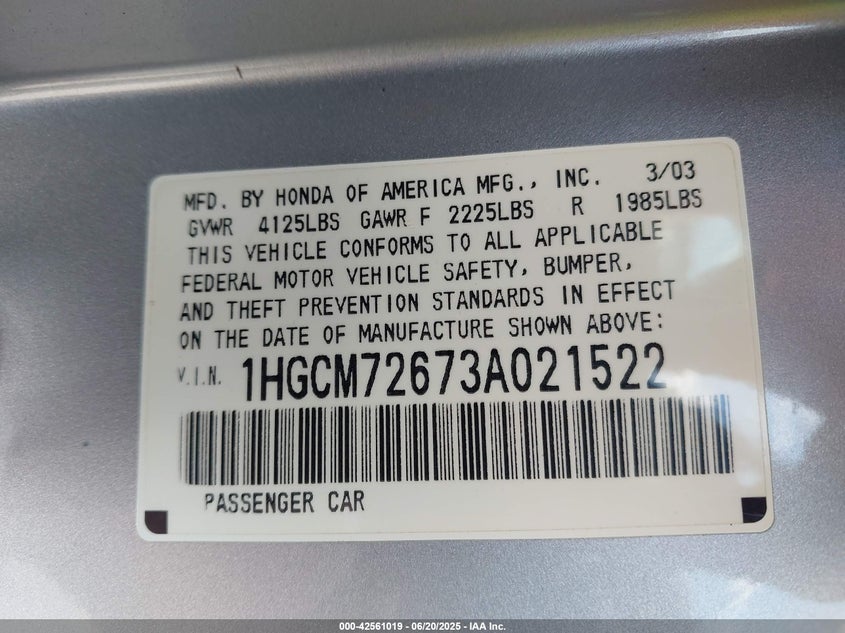 MFD. BY HONDA OF AMERICA MFG., INC. 3/03
GVWR 4125LBS GAWR F 2225LBS R 1985LBS
THIS VEHICLE CONFORMS TO ALL APPLICABLE
FEDERAL MOTOR VEHICLE SAFETY, BUMPER,
AND THEFT PREVENTION STANDARDS IN EFFECT
ON THE DATE OF MANUFACTURE SHOWN ABOVE:
V.I.N. 1HGCM72673A021522
PASSENGER CAR
000-42561019 - 06/20/2025 - IAA Inc.